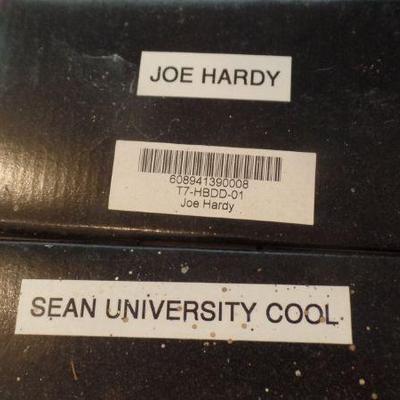 JOE HARDY
608941390008
T7-HBDD-01
Joe Hardy
SEAN UNIVERSITY COOL